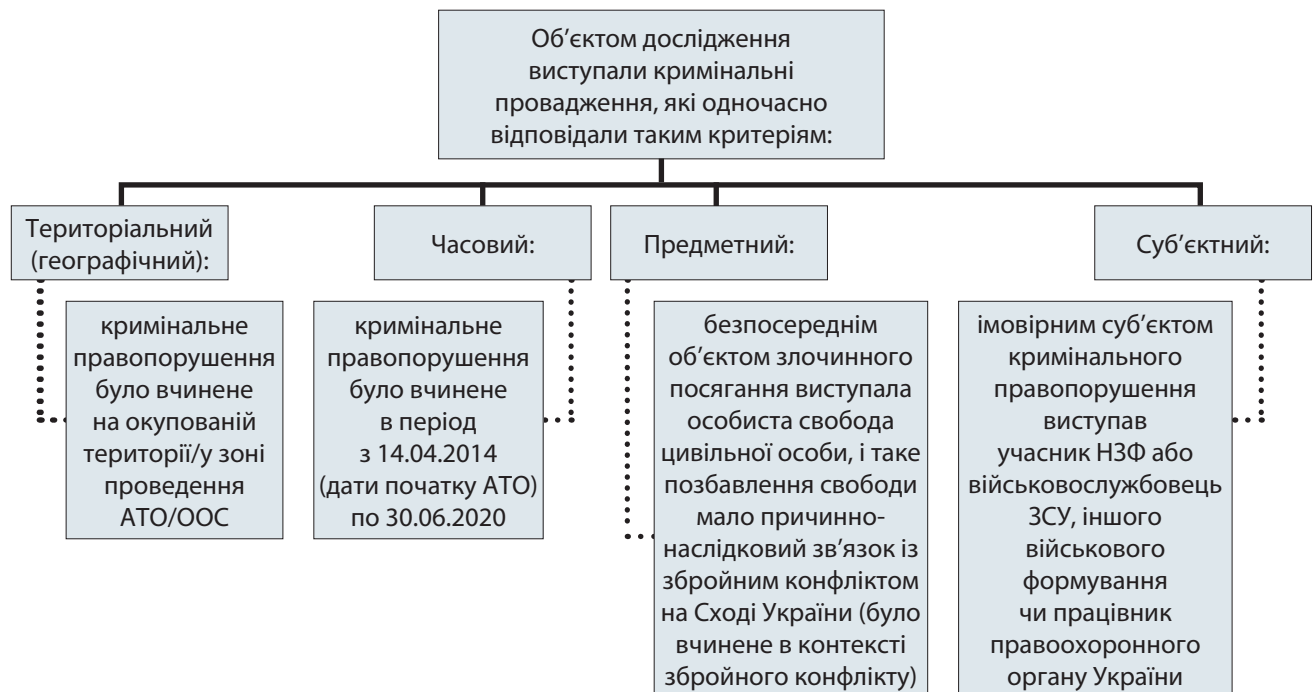 Об’єктом дослідження
виступали кримінальні
провадження, які одночасно
відповідали таким критеріям:
Територіальний
(географічний):
кримінальне
правопорушення
було вчинене
на окупованій
території/у зоні
проведення
АТО/ООС
Часовий:
кримінальне
правопорушення
було вчинене
в період
з 14.04.2014
(дати початку АТО)
по 30.06.2020
Предметний:
безпосереднім
об’єктом злочинного
посягання виступала
особиста свобода
цивільної особи, і таке
позбавлення свободи
мало причинно-
наслідковий зв’язок із
збройним конфліктом
на Сході України (було
вчинене в контексті
збройного конфлікту)
Суб’єктний:
імовірним суб’єктом
кримінального
правопорушення
виступав
учасник НЗФ або
військовослужбовець
ЗСУ, іншого
військового
формування
чи працівник
правоохоронного
органу України